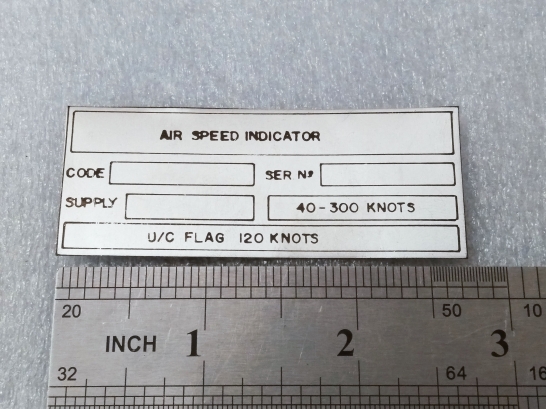 AIR SPEED INDICATOR
CODE SER Nº
SUPPLY 40-300 KNOTS
U/C FLAG 120 KNOTS
20 50 10
INCH 1 2 3
32 64 16